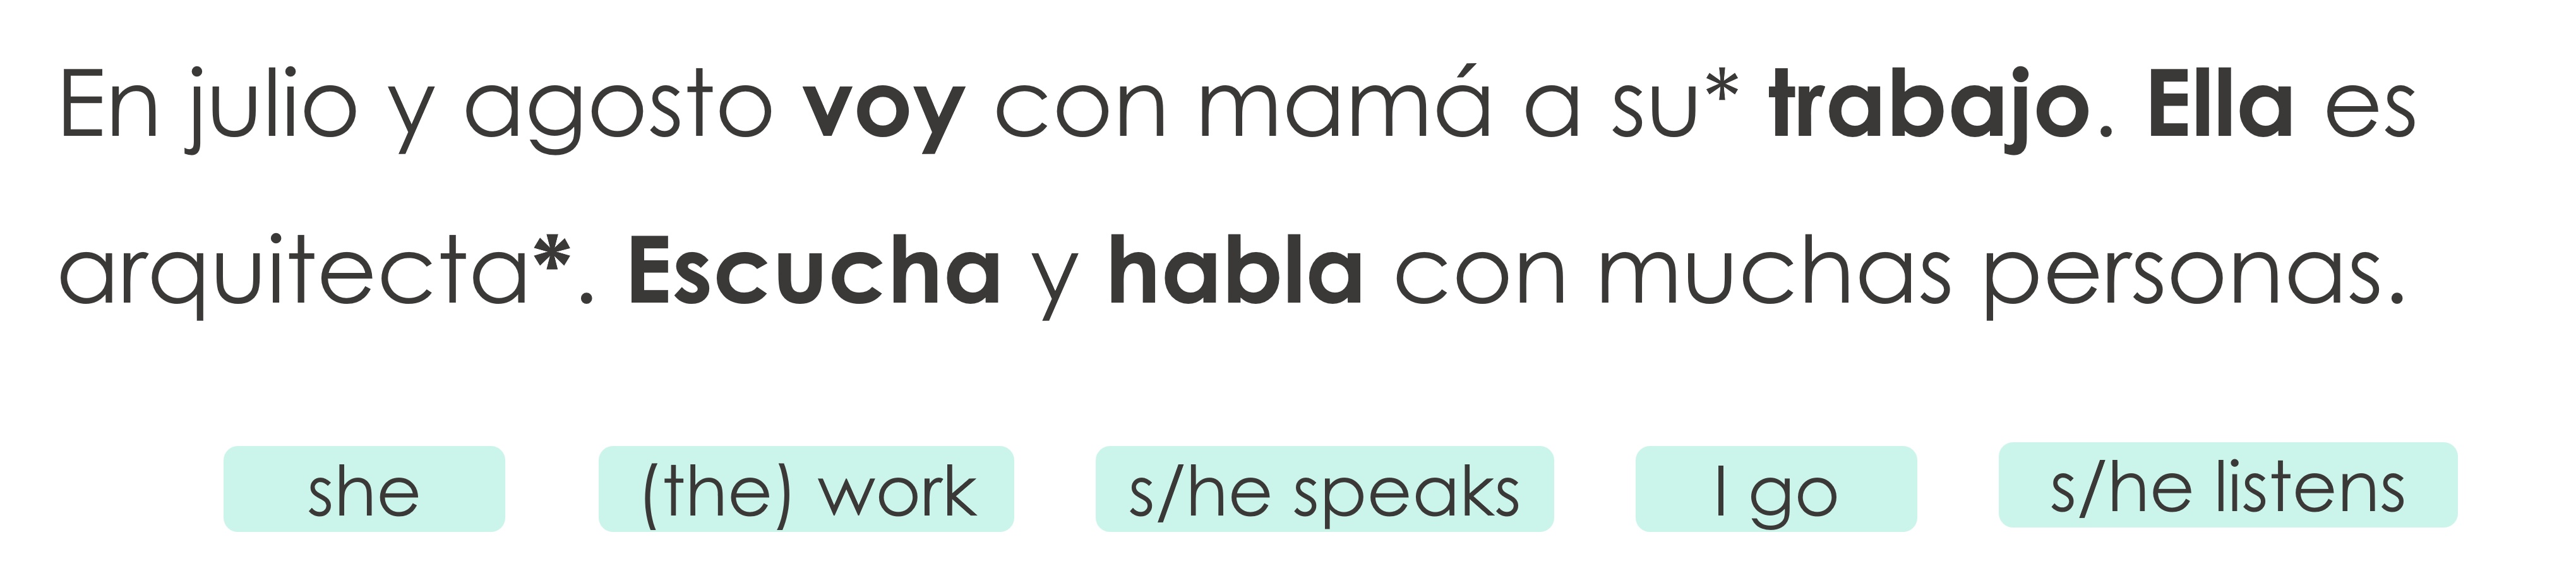 En julio y agosto voy con mamá a su* trabajo. Ella es
arquitecta*. Escucha y habla con muchas personas.
she (the) work s/he speaks I go s/he listens